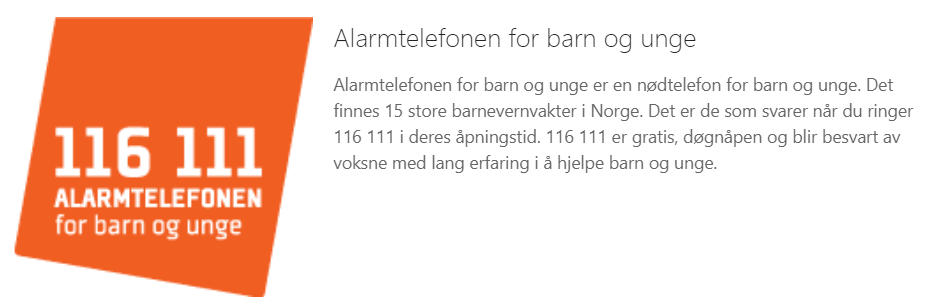 116 111
ALARMTELEFONEN
for barn og unge
Alarmtelefonen for barn og unge
Alarmtelefonen for barn og unge er en nødtelefon for barn og unge. Det
finnes 15 store barnevernvakter i Norge. Det er de som svarer når du ringer
116 111 i deres åpningstid. 116 111 er gratis, døgnåpen og blir besvart av
voksne med lang erfaring i å hjelpe barn og unge.